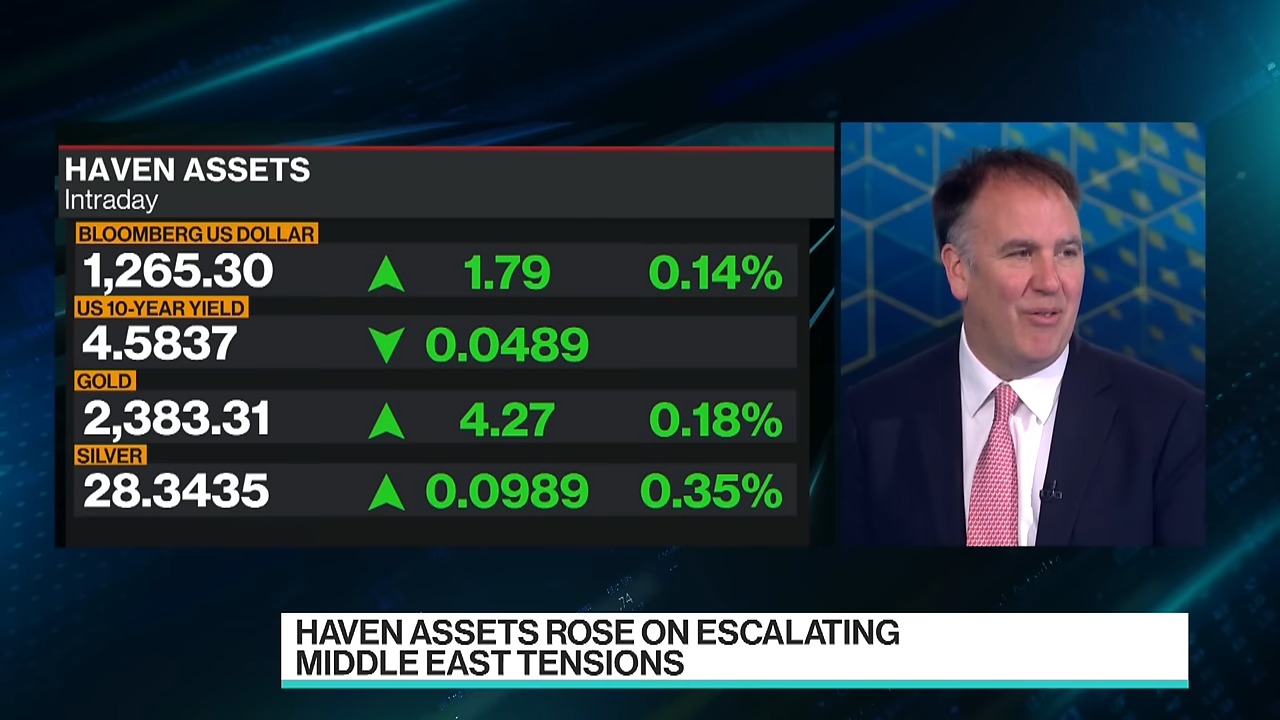 HAVEN ASSETS
Intraday
BLOOMBERG US DOLLAR
1,265.30 ▲ 1.79 0.14%
US 10-YEAR YIELD
4.5837 ▼ 0.0489
GOLD
2,383.31 ▲ 4.27 0.18%
SILVER
28.3435 ▲ 0.0989 0.35%
74
HAVEN ASSETS ROSE ON ESCALATING
MIDDLE EAST TENSIONS